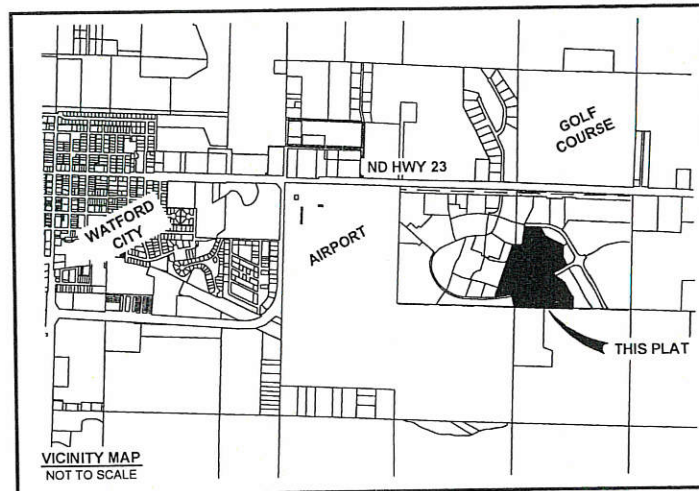 GOLF
COURSE
ND HWY 23
WATFORD
CITY
AIRPORT
THIS PLAT
VICINITY MAP
NOT TO SCALE